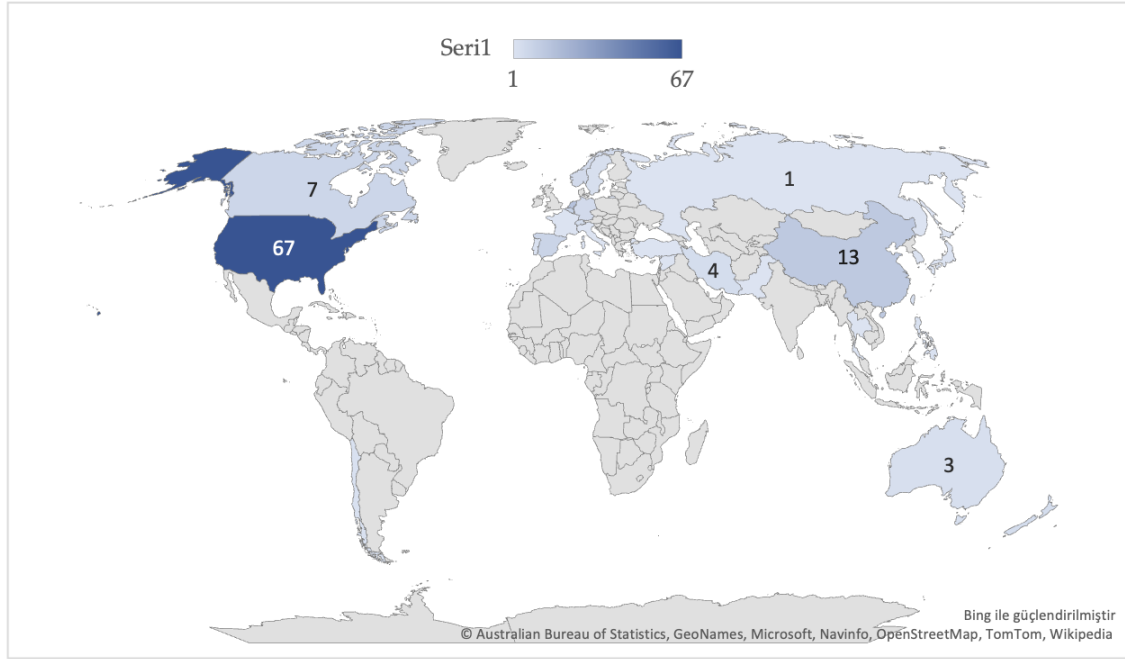 Seri1
1 67
7
1
67
4
13
3
Bing ile güçlendirilmiştir
© Australian Bureau of Statistics, GeoNames, Microsoft, Navinfo, OpenStreetMap, TomTom, Wikipedia